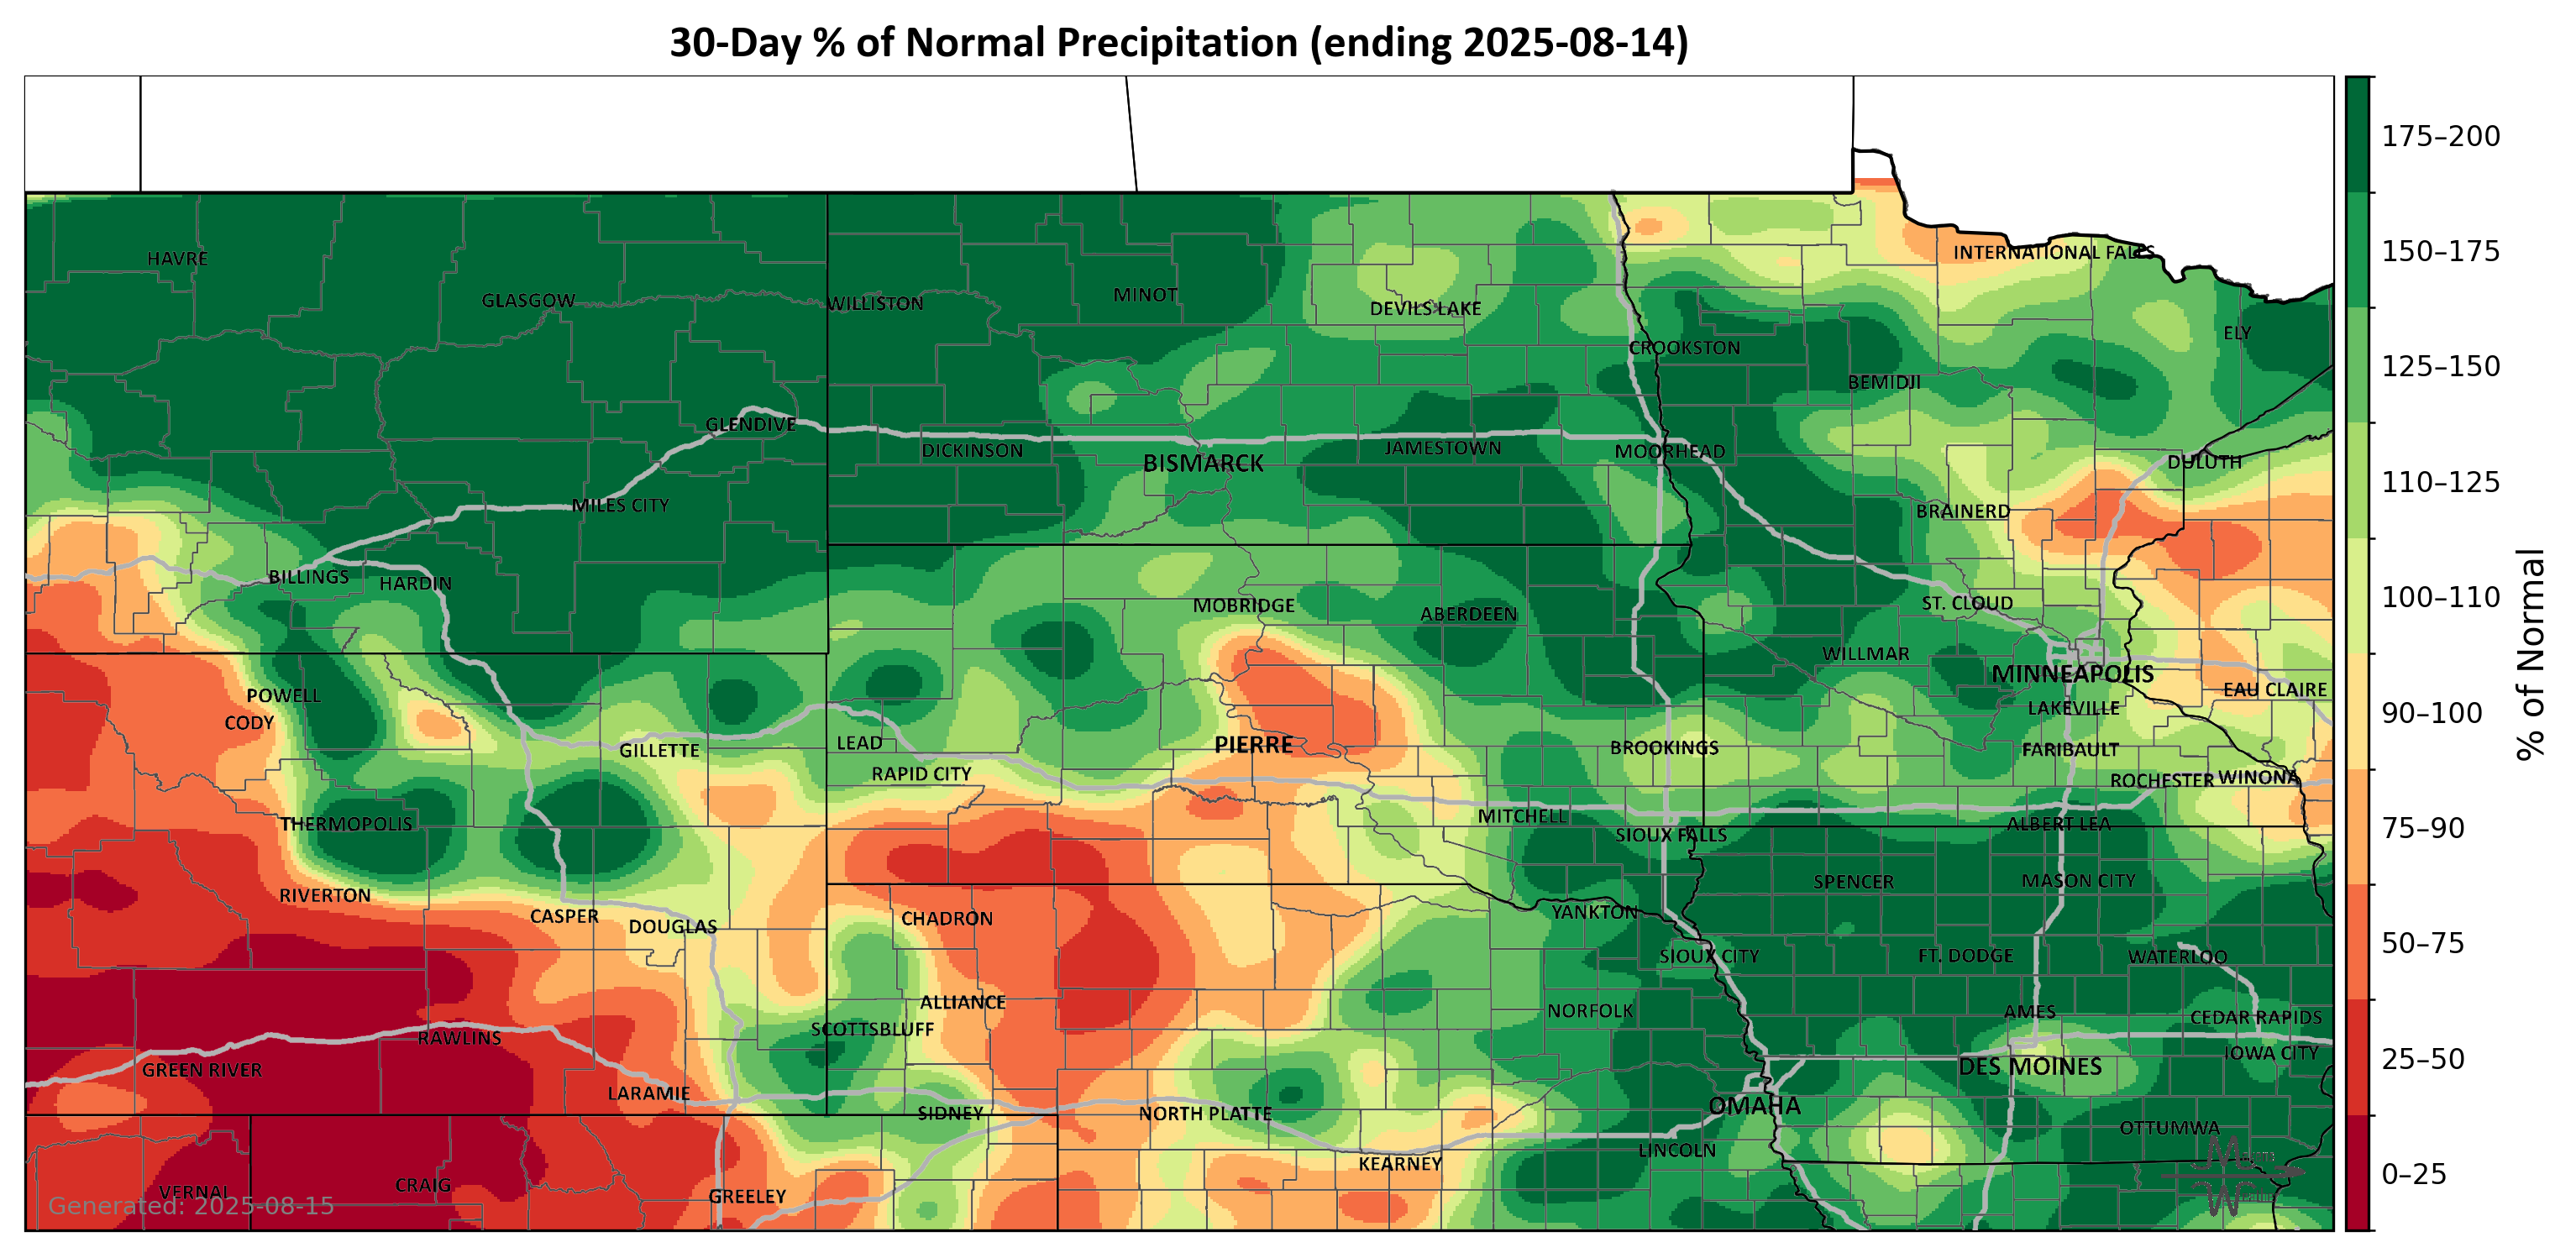 30-Day % of Normal Precipitation (ending 2025-08-14)
175–200
150–175
125–150
110–125
100–110
90–100
75–90
50–75
25–50
0–25
% of Normal
HAVRE
GLASGOW
WILLISTON
MINOT
DEVILS LAKE
INTERNATIONAL FALLS
ELY
CROOKSTON
BEMIDJI
GLENDIVE
DICKINSON
BISMARCK
JAMESTOWN
MOORHEAD
DULUTH
MILES CITY
BRAINERD
BILLINGS
HARDIN
MOBRIDGE
ABERDEEN
ST. CLOUD
WILLMAR
MINNEAPOLIS
POWELL
CODY
EAU CLAIRE
LAKEVILLE
GILLETTE
LEAD
PIERRE
BROOKINGS
FARIBAULT
RAPID CITY
ROCHESTER
WINONA
THERMOPOLIS
MITCHELL
SIOUX FALLS
ALBERT LEA
RIVERTON
SPENCER
MASON CITY
CASPER
DOUGLAS
CHADRON
YANKTON
SIOUX CITY
FT. DODGE
WATERLOO
ALLIANCE
NORFOLK
AMES
CEDAR RAPIDS
SCOTTSBLUFF
RAWLINS
IOWA CITY
GREEN RIVER
DES MOINES
LARAMIE
SIDNEY
NORTH PLATTE
OMAHA
OTTUMWA
LINCOLN
KEARNEY
VERNAL
CRAIG
GREELEY
Generated: 2025-08-15